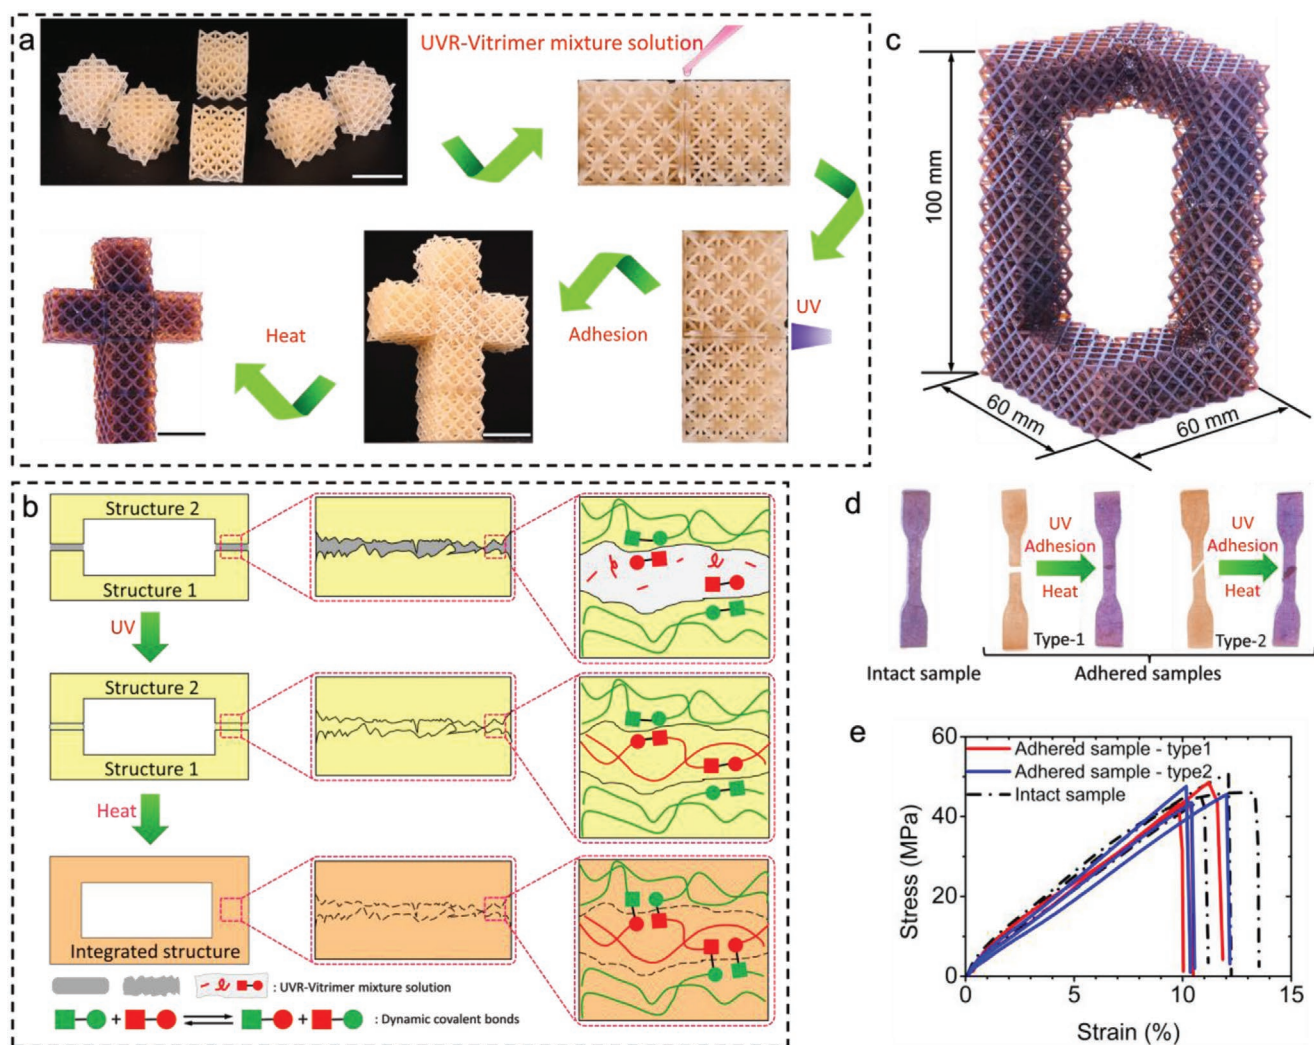 a
UVR-Vitrimer mixture solution
UV
Adhesion
Heat
b
Structure 2
Structure 1
UV
Structure 2
Structure 1
Heat
Integrated structure
: UVR-Vitrimer mixture solution
+ + : Dynamic covalent bonds
c
100 mm
60 mm
60 mm
d
UV
Adhesion
Heat
UV
Adhesion
Heat
Type-1
Type-2
Intact sample
Adhered samples
e
Adhered sample - type1
Adhered sample - type2
Intact sample
Stress (MPa)
60
40
20
0
0 5 10 15
Strain (%)